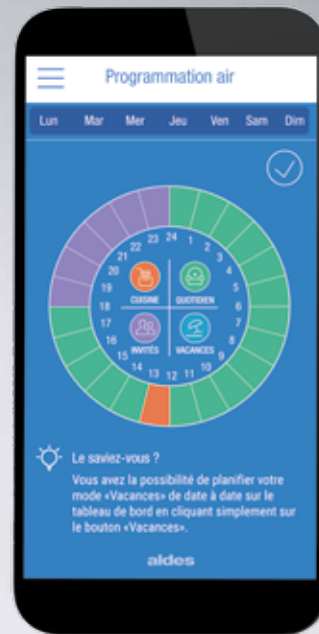 Programmation air
Lun Mar Mer Jeu Ven Sam Dim
24
1
2
3
4
5
6
7
8
9
10
11
12
13
14
15
16
17
18
19
20
21
22
23
CUISINE QUOTIDIEN
INVITÉS VACANCES
Le saviez-vous ?
Vous avez la possibilité de planifier votre
mode «Vacances» de date à date sur le
tableau de bord en cliquant simplement sur
le bouton «Vacances».
aldes